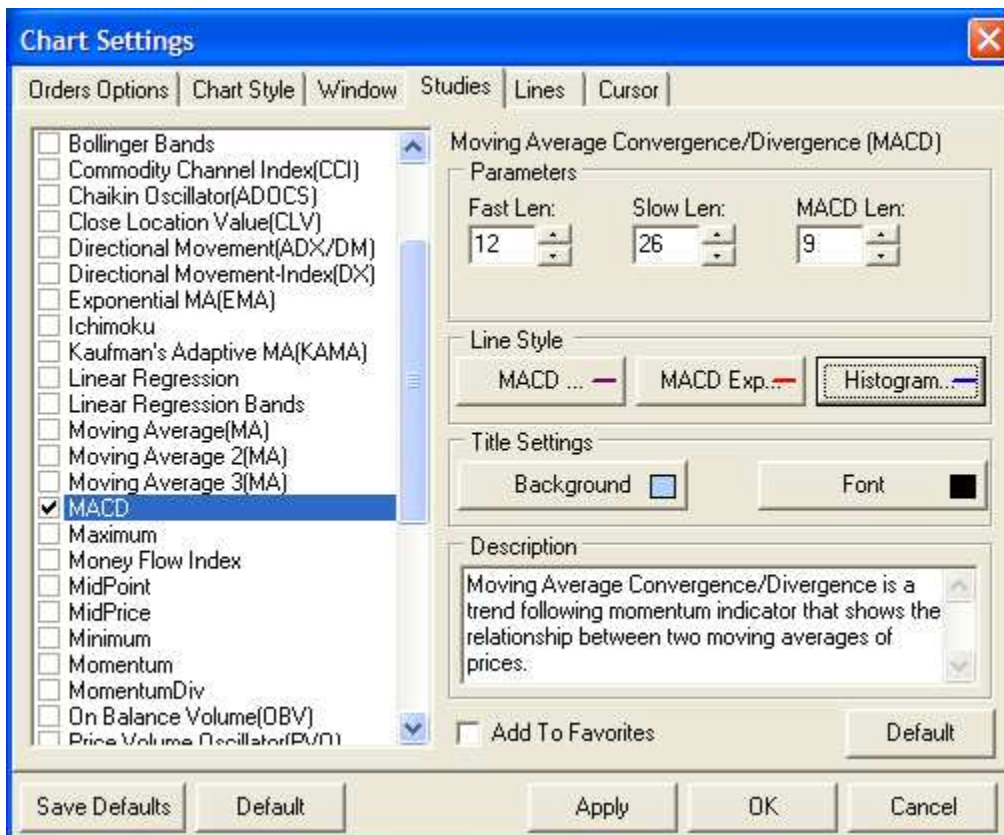 Chart Settings
Orders Options Chart Style Window Studies Lines Cursor
Bollinger Bands
Commodity Channel Index(CCI)
Chaikin Oscillator(ADOCS)
Close Location Value(CLV)
Directional Movement(ADX/DM)
Directional Movement-Index(DX)
Exponential MA(EMA)
Ichimoku
Kaufman's Adaptive MA(KAMA)
Linear Regression
Linear Regression Bands
Moving Average(MA)
Moving Average 2(MA)
Moving Average 3(MA)
MACD
Maximum
Money Flow Index
MidPoint
MidPrice
Minimum
Momentum
MomentumDiv
On Balance Volume(OBV)
Price Volume Oscillator(PVO)
Moving Average Convergence/Divergence (MACD)
Parameters
Fast Len: Slow Len: MACD Len:
12 26 9
Line Style
MACD ... MACD Exp... Histogram...
Title Settings
Background Font
Description
Moving Average Convergence/Divergence is a
trend following momentum indicator that shows the
relationship between two moving averages of
prices.
Add To Favorites Default
Save Defaults Default Apply OK Cancel